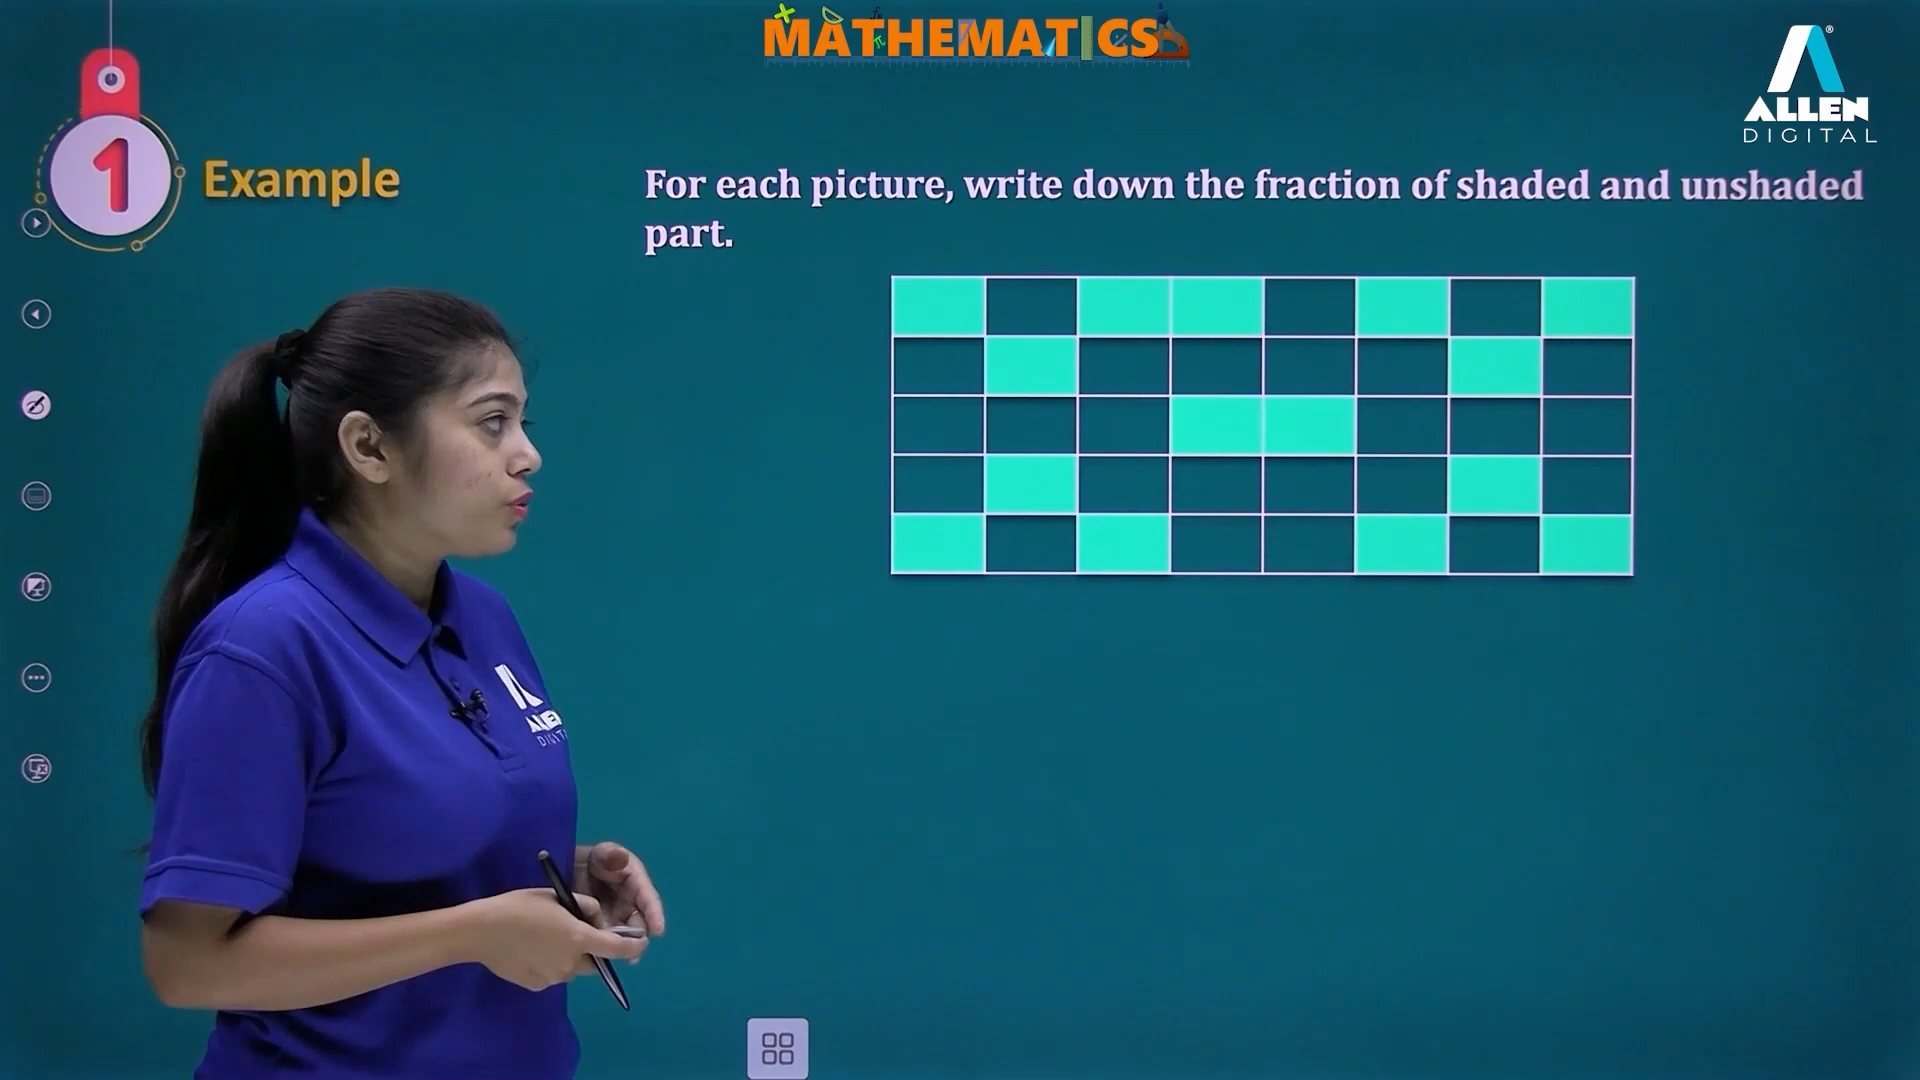 MATHEMATICS
ALLEN
DIGITAL
1
Example
For each picture, write down the fraction of shaded and unshaded
part.